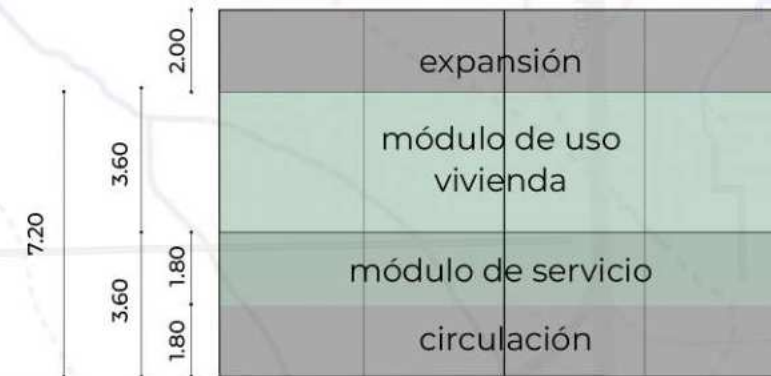 2.00
expansión
3.60
módulo de uso
vivienda
7.20
1.80
módulo de servicio
3.60
1.80
circulación